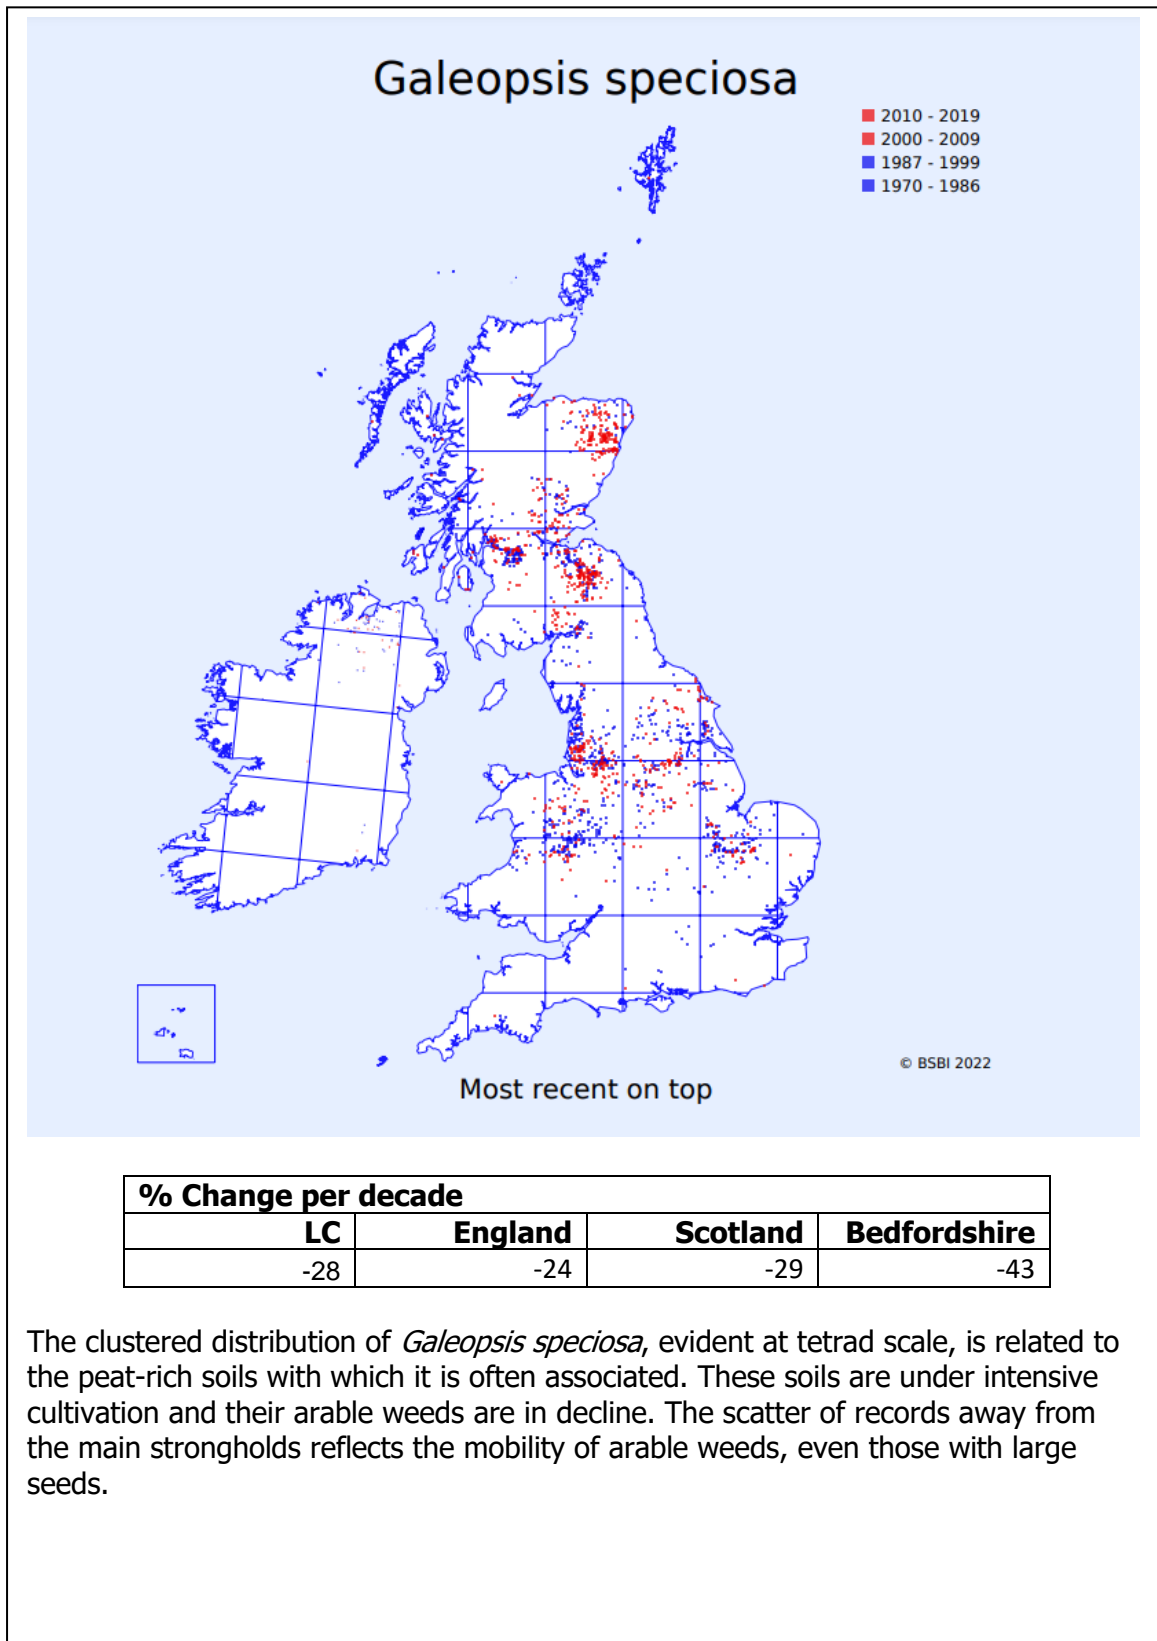 Galeopsis speciosa
2010 - 2019
2000 - 2009
1987 - 1999
1970 - 1986
© BSBI 2022
Most recent on top
% Change per decade
LC England Scotland Bedfordshire
-28 -24 -29 -43
The clustered distribution of Galeopsis speciosa, evident at tetrad scale, is related to
the peat-rich soils with which it is often associated. These soils are under intensive
cultivation and their arable weeds are in decline. The scatter of records away from
the main strongholds reflects the mobility of arable weeds, even those with large
seeds.